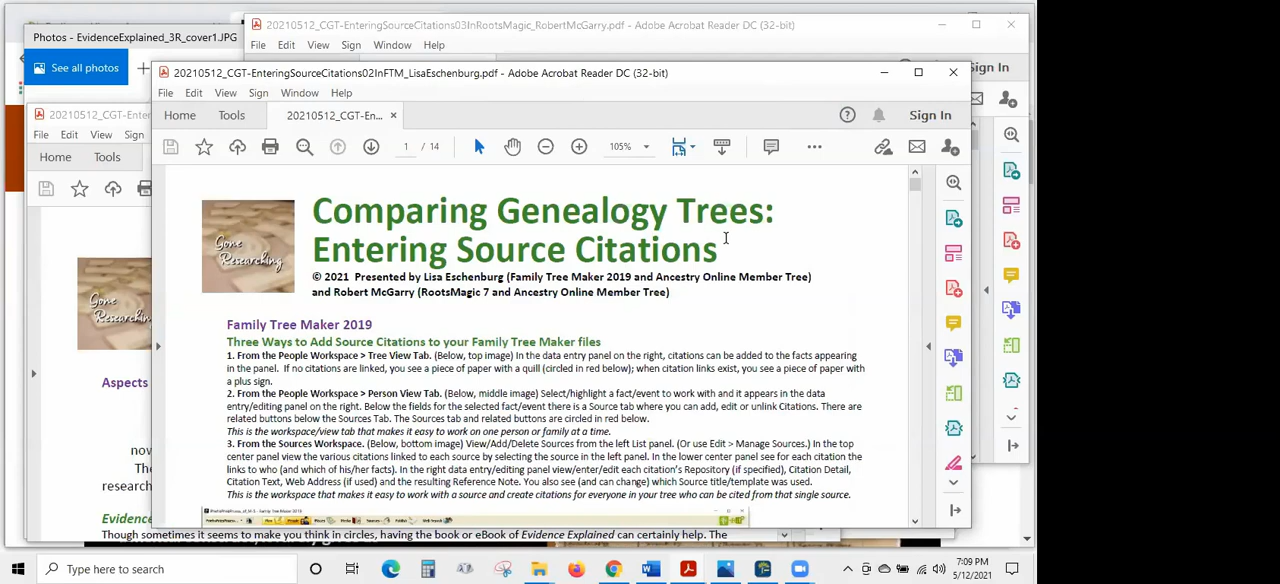 20210512_CGT-EnteringSourceCitations03InRootsMagic_RobertMcGarry.pdf - Adobe Acrobat Reader DC (32-bit)
Photos - EvidenceExplained_3R_cover1.JPG
File Edit View Sign Window Help
See all photos
Sign In
20210512_CGT-EnteringSourceCitations02InFTM_LisaEschenburg.pdf - Adobe Acrobat Reader DC (32-bit)
File Edit View Sign Window Help
20210512_CGT-Enter
File Edit View Sign
Home Tools
Home Tools 20210512_CGT-En... × Sign In
1 / 14 105%
Gone
Researching
Comparing Genealogy Trees:
Entering Source Citations
© 2021 Presented by Lisa Eschenburg (Family Tree Maker 2019 and Ancestry Online Member Tree)
and Robert McGarry (RootsMagic 7 and Ancestry Online Member Tree)
Gone
Researching
Family Tree Maker 2019
Three Ways to Add Source Citations to your Family Tree Maker files
1. From the People Workspace > Tree View Tab. (Below, top image) In the data entry panel on the right, citations can be added to the facts appearing
in the panel. If no citations are linked, you see a piece of paper with a quill (circled in red below); when citation links exist, you see a piece of paper with
a plus sign.
2. From the People Workspace > Person View Tab. (Below, middle image) Select/highlight a fact/event to work with and it appears in the data
entry/editing panel on the right. Below the fields for the selected fact/event there is a Source tab where you can add, edit or unlink Citations. There are
related buttons below the Sources Tab. The Sources tab and related buttons are circled in red below.
This is the workspace/view tab that makes it easy to work on one person or family at a time.
3. From the Sources Workspace. (Below, bottom image) View/Add/Delete Sources from the left List panel. (Or use Edit > Manage Sources.) In the top
center panel view the various citations linked to each source by selecting the source in the left panel. In the lower center panel see for each citation the
links to who (and which of his/her facts). In the right data entry/editing panel view/enter/edit each citation's Repository (if specified), Citation Detail,
Citation Text, Web Address (if used) and the resulting Reference Note. You also see (and can change) which Source title/template was used.
This is the workspace that makes it easy to work with a source and create citations for everyone in your tree who can be cited from that single source.
Aspects
now
The
research
Evidenc
Though sometimes it seems to make you think in circles, having the book or eBook of Evidence Explained can certainly help. The
Type here to search
7:09 PM
5/12/2021